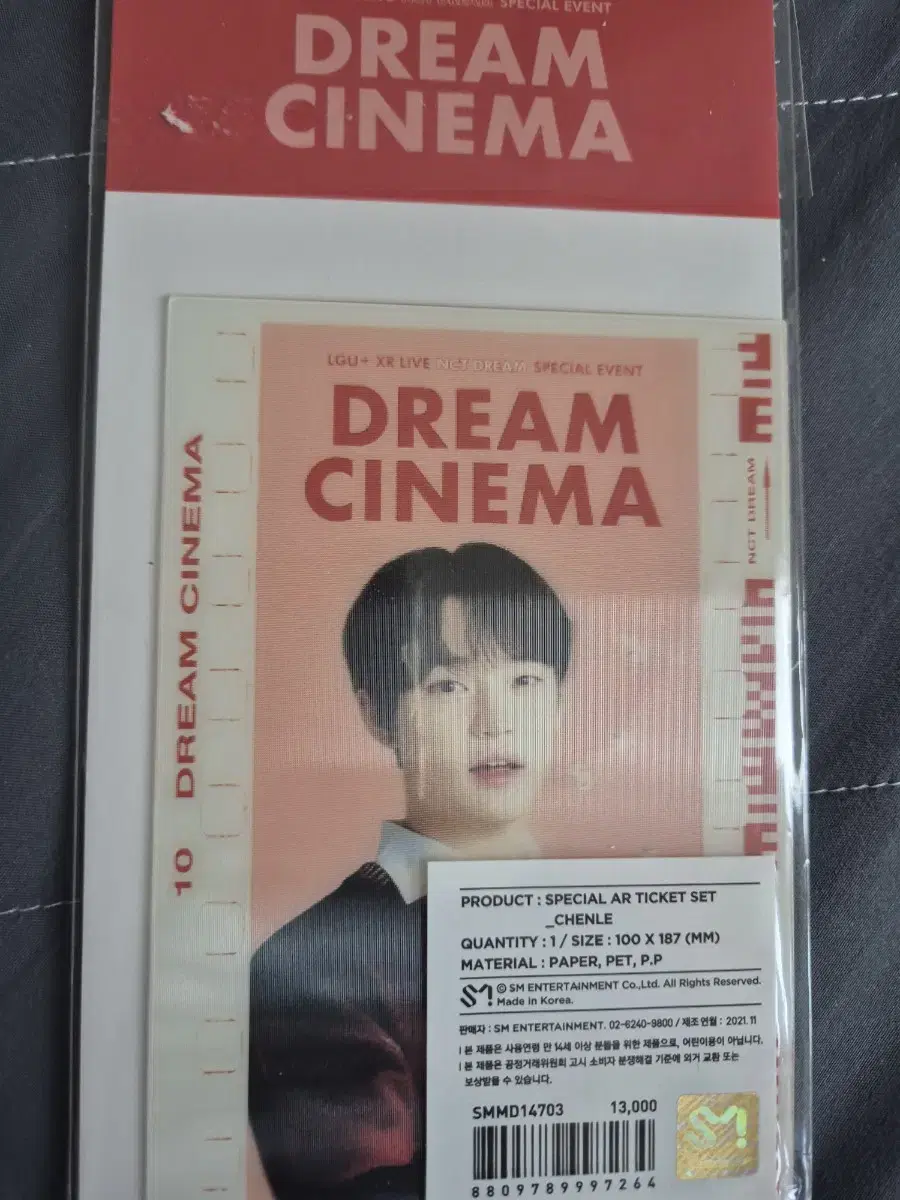 SPECIAL EVENT
DREAM
CINEMA
LGU+ XR LIVE NCT DREAM SPECIAL EVENT
DREAM
CINEMA
10 DREAM CINEMA
NCT DREAM
PRODUCT : SPECIAL AR TICKET SET
_CHENLE
QUANTITY : 1 / SIZE : 100 X 187 (MM)
MATERIAL : PAPER, PET, P.P
SM! © SM ENTERTAINMENT Co.,Ltd. All Rights Reserved.
Made in Korea.
판매자 : SM ENTERTAINMENT. 02-6240-9800 / 제조 연월 : 2021. 11
| 본 제품은 사용연령 만 14세 이상 분들을 위한 제품으로, 어린이용이 아닙니다.
| 본 제품은 공정거래위원회 고시 소비자 분쟁해결 기준에 의거 교환 또는
보상받을 수 있습니다.
SMMD14703 13,000
SM!
8809789997264